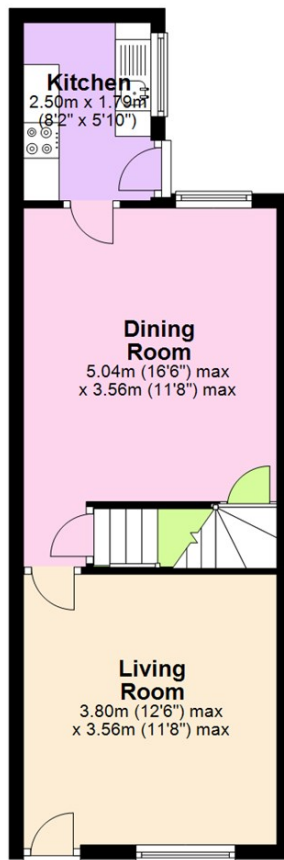 Kitchen
2.50m x 1.79m
(8'2" x 5'10")
Dining
Room
5.04m (16'6") max
x 3.56m (11'8") max
Living
Room
3.80m (12'6") max
x 3.56m (11'8") max